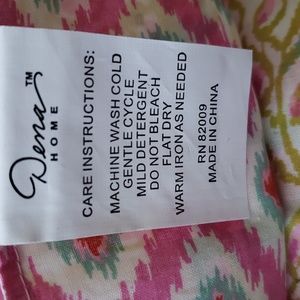 Dena™
HOME
CARE INSTRUCTIONS:
MACHINE WASH COLD
GENTLE CYCLE
MILD DETERGENT
DO NOT BLEACH
FLAT DRY
WARM IRON AS NEEDED
RN 82009
MADE IN CHINA